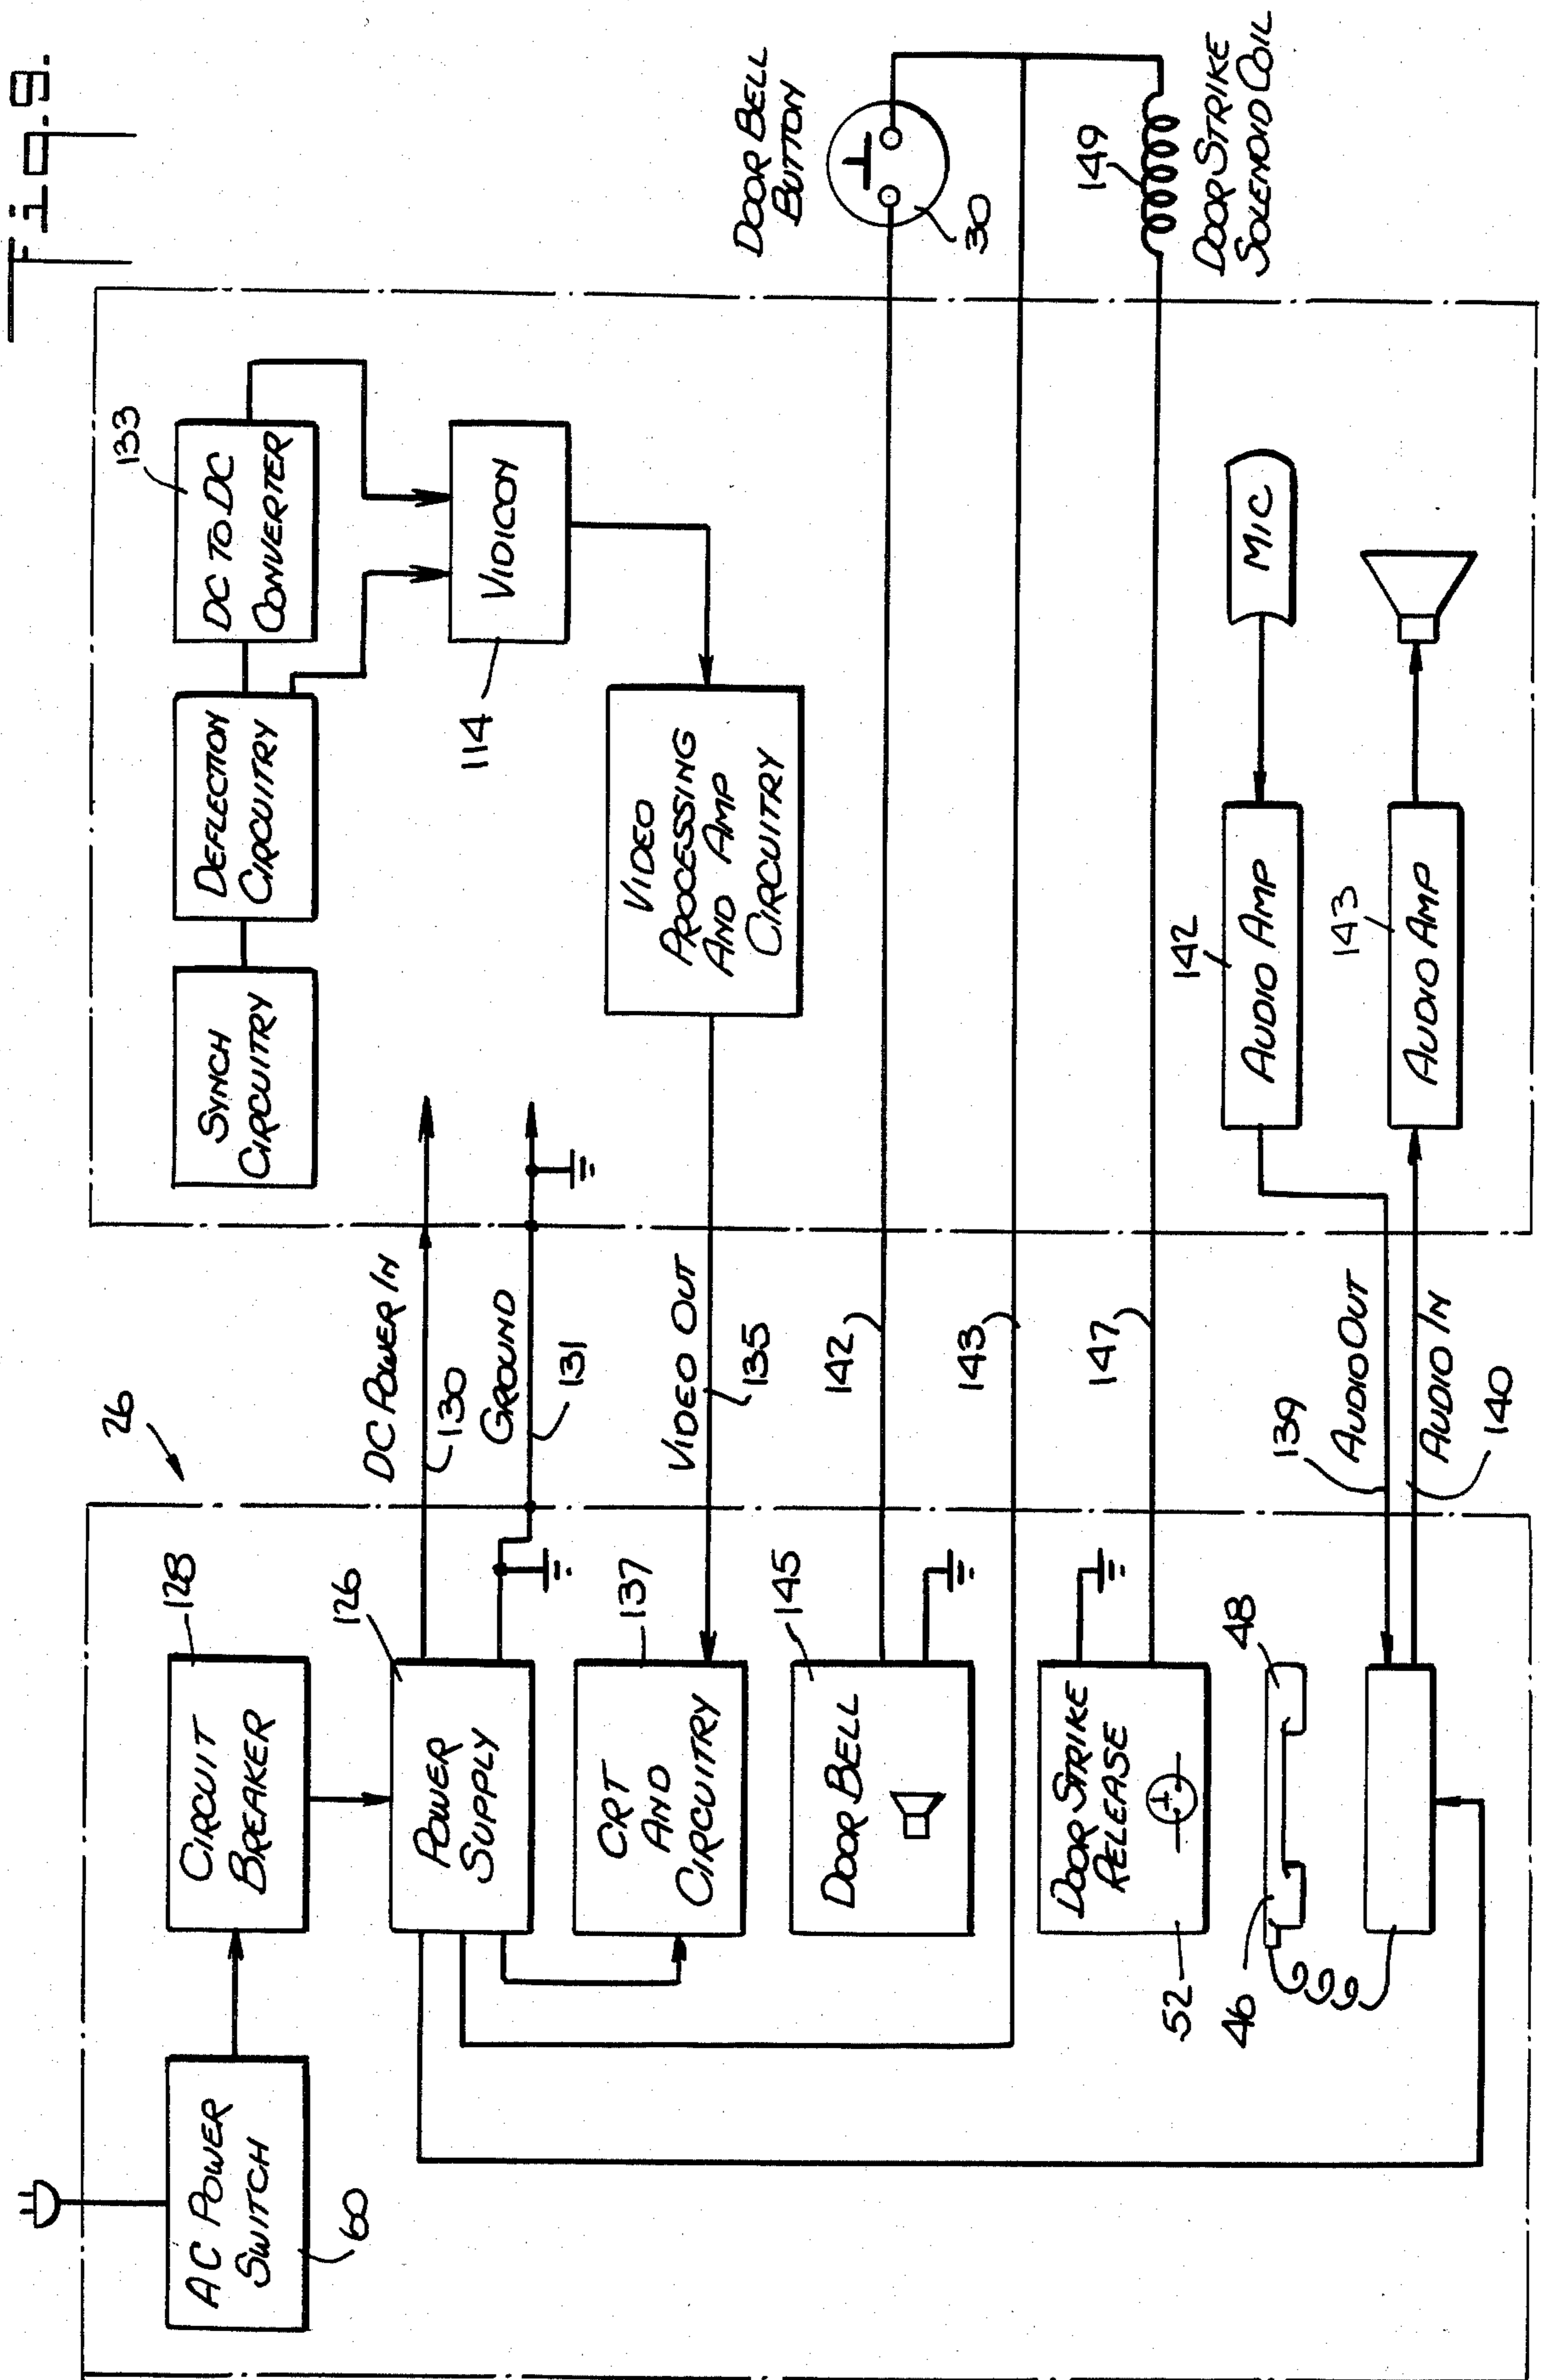 Fig.9.
26
AC POWER
SWITCH
60
CIRCUIT
BREAKER
128
POWER
SUPPLY
126
CRT
AND
CIRCUITRY
137
DOOR BELL
145
DOOR STRIKE
RELEASE
52
46
48
DC POWER IN
130
GROUND
131
VIDEO OUT
135
142
143
147
139
AUDIO OUT
AUDIO IN
140
SYNCH
CIRCUITRY
DEFLECTION
CIRCUITRY
DC TO DC
CONVERTER
133
VIDICON
114
VIDEO
PROCESSING
AND AMP
CIRCUITRY
142
AUDIO AMP
MIC
143
AUDIO AMP
DOOR BELL
BUTTON
30
149
DOOR STRIKE
SOLENOID COIL